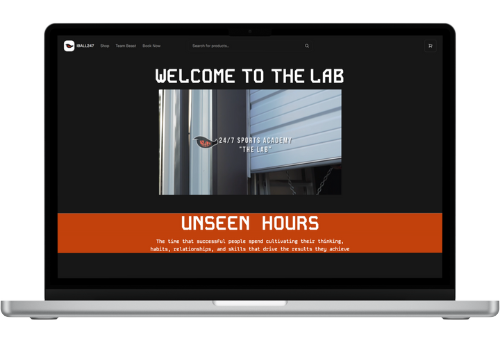 IBALL247 Shop Team Beast Book Now Search for products...
WELCOME TO THE LAB
24/7 SPORTS ACADEMY
"THE LAB"
UNSEEN HOURS
The time that successful people spend cultivating their thinking,
habits, relationships, and skills that drive the results they achieve